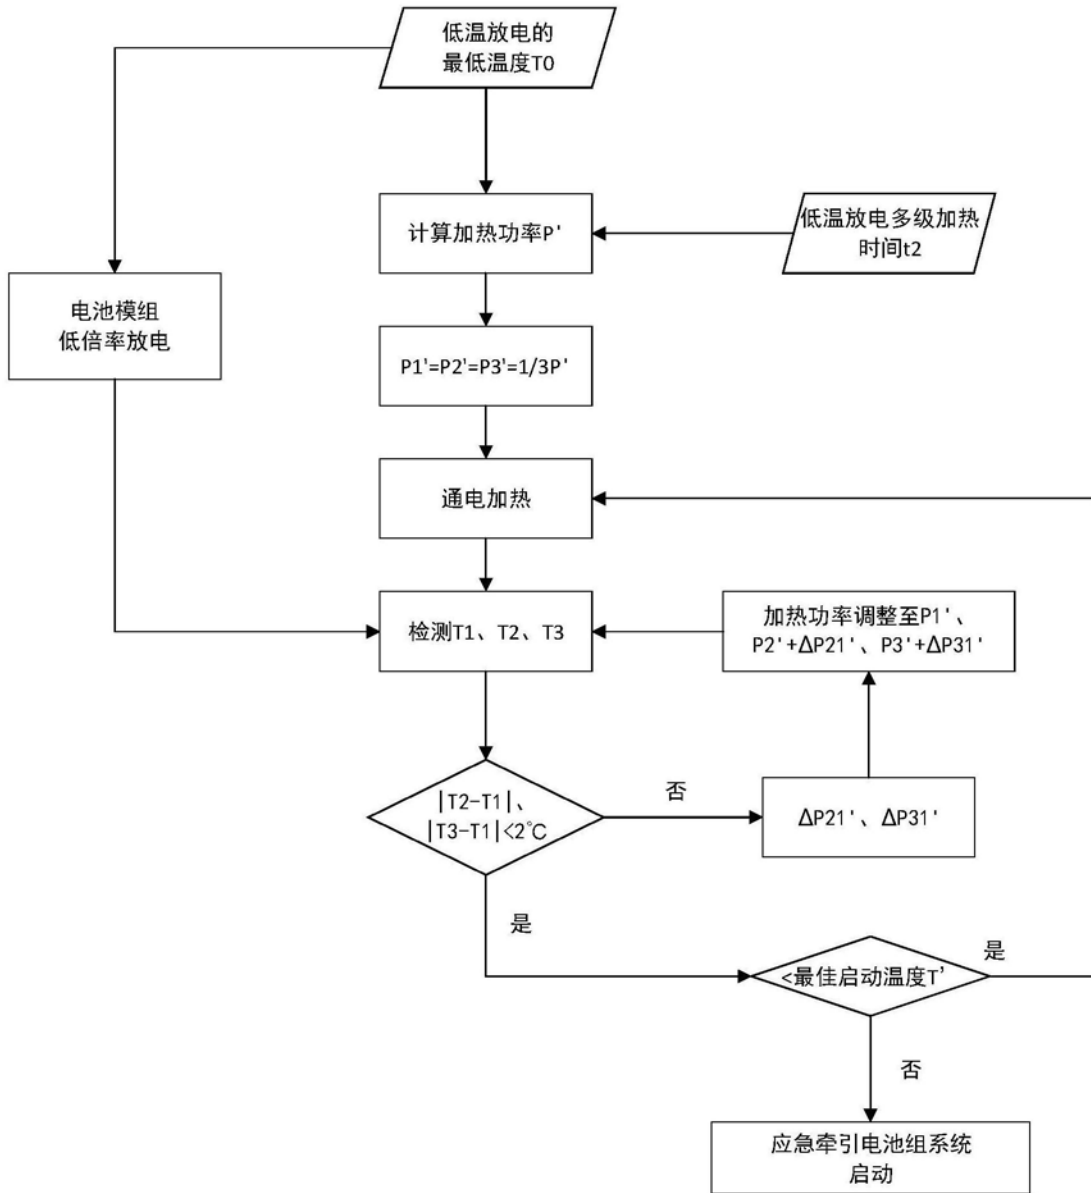 低温放电的
最低温度T0
计算加热功率P'
低温放电多级加热
时间t2
电池模组
低倍率放电
P1'=P2'=P3'=1/3P'
通电加热
检测T1、T2、T3
加热功率调整至P1'、
P2'+ΔP21'、P3'+ΔP31'
|T2-T1|、
|T3-T1|<2℃
否
ΔP21'、ΔP31'
是
<最佳启动温度T'
是
否
应急牵引电池组系统
启动